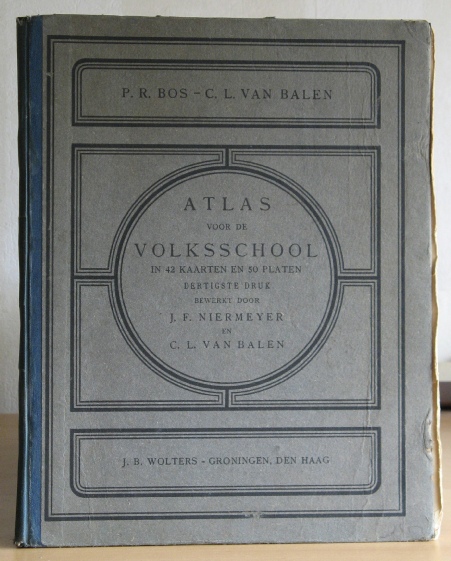 P. R. BOS – C. L. VAN BALEN
ATLAS
VOOR DE
VOLKSSCHOOL
IN 42 KAARTEN EN 50 PLATEN
DERTIGSTE DRUK
BEWERKT DOOR
J. F. NIERMEYER
EN
C. L. VAN BALEN
J. B. WOLTERS - GRONINGEN, DEN HAAG